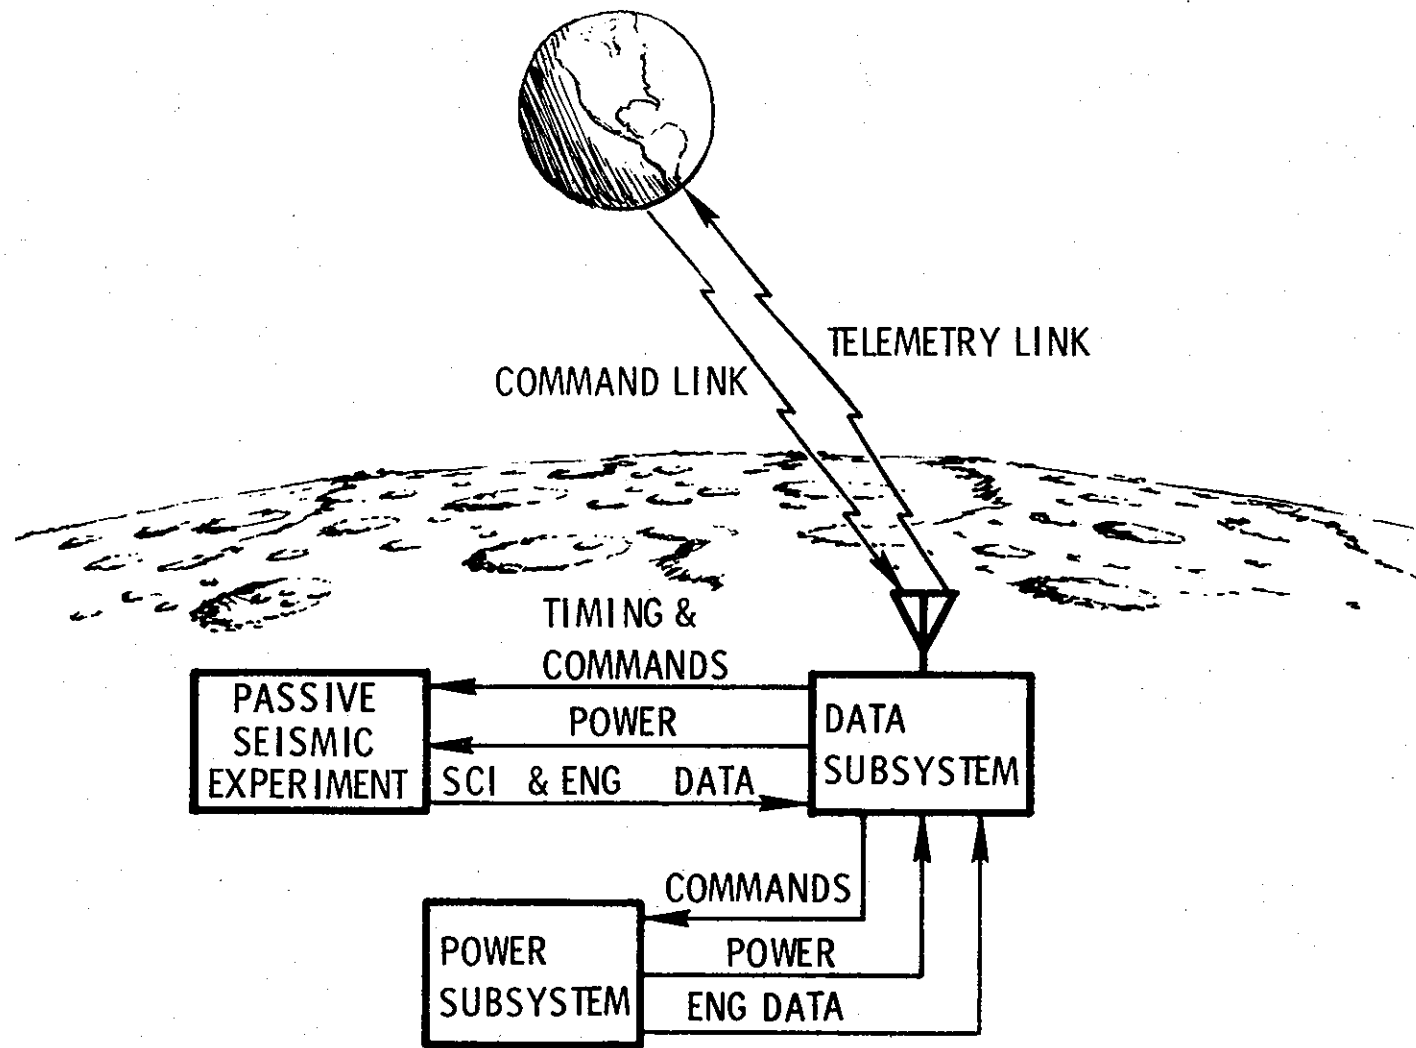 TELEMETRY LINK
COMMAND LINK
TIMING &
COMMANDS
PASSIVE
SEISMIC
EXPERIMENT
POWER
SCI & ENG DATA
DATA
SUBSYSTEM
COMMANDS
POWER
SUBSYSTEM
POWER
ENG DATA